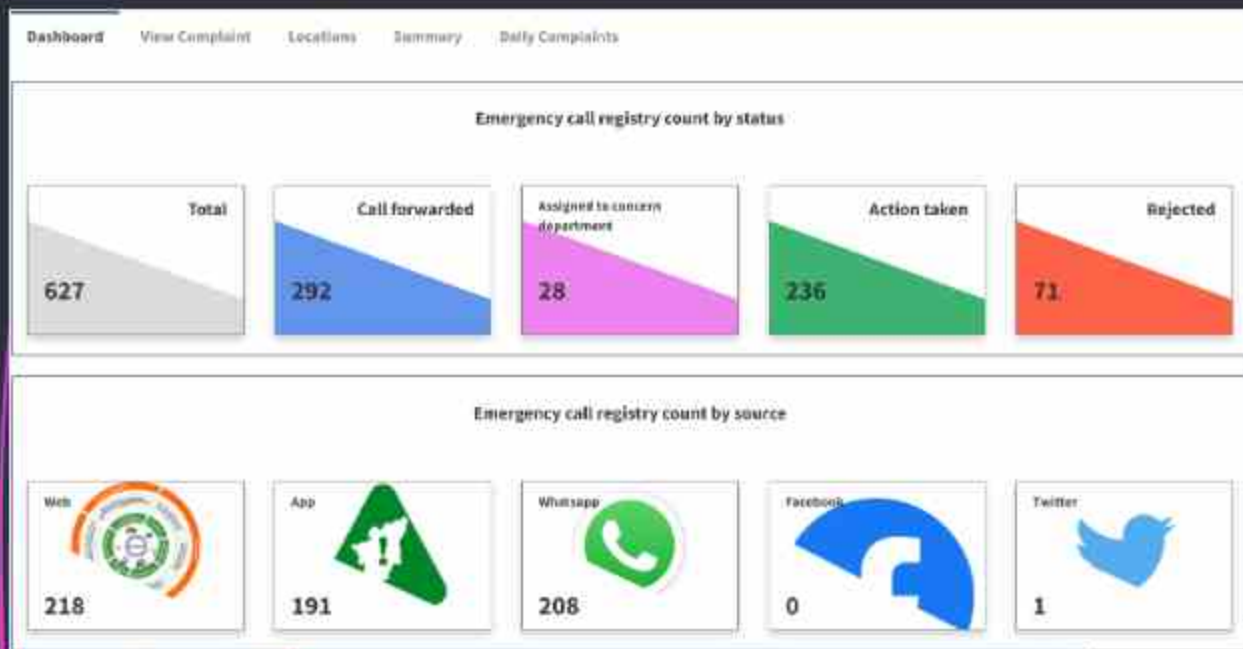 Dashboard View Complaint Locations Summary Daily Complaints
Emergency call registry count by status
Total
627
Call forwarded
292
Assigned to concern
department
28
Action taken
236
Rejected
71
Emergency call registry count by source
Web
218
App
191
Whatsapp
208
Facebook
0
Twitter
1